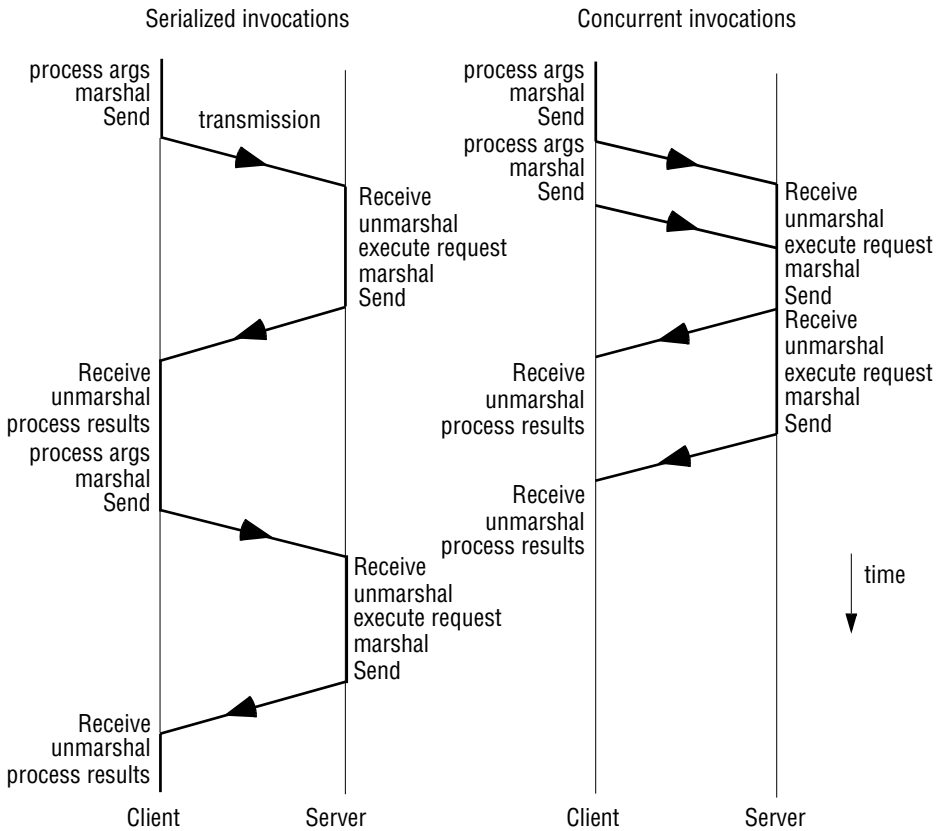 Serialized invocations
process args
marshal
Send
transmission
Receive
unmarshal
execute request
marshal
Send
Receive
unmarshal
process results
process args
marshal
Send
Receive
unmarshal
execute request
marshal
Send
Receive
unmarshal
process results
Client
Server
Concurrent invocations
process args
marshal
Send
process args
marshal
Send
Receive
unmarshal
execute request
marshal
Send
Receive
unmarshal
execute request
marshal
Send
Receive
unmarshal
process results
Receive
unmarshal
process results
time
Client
Server